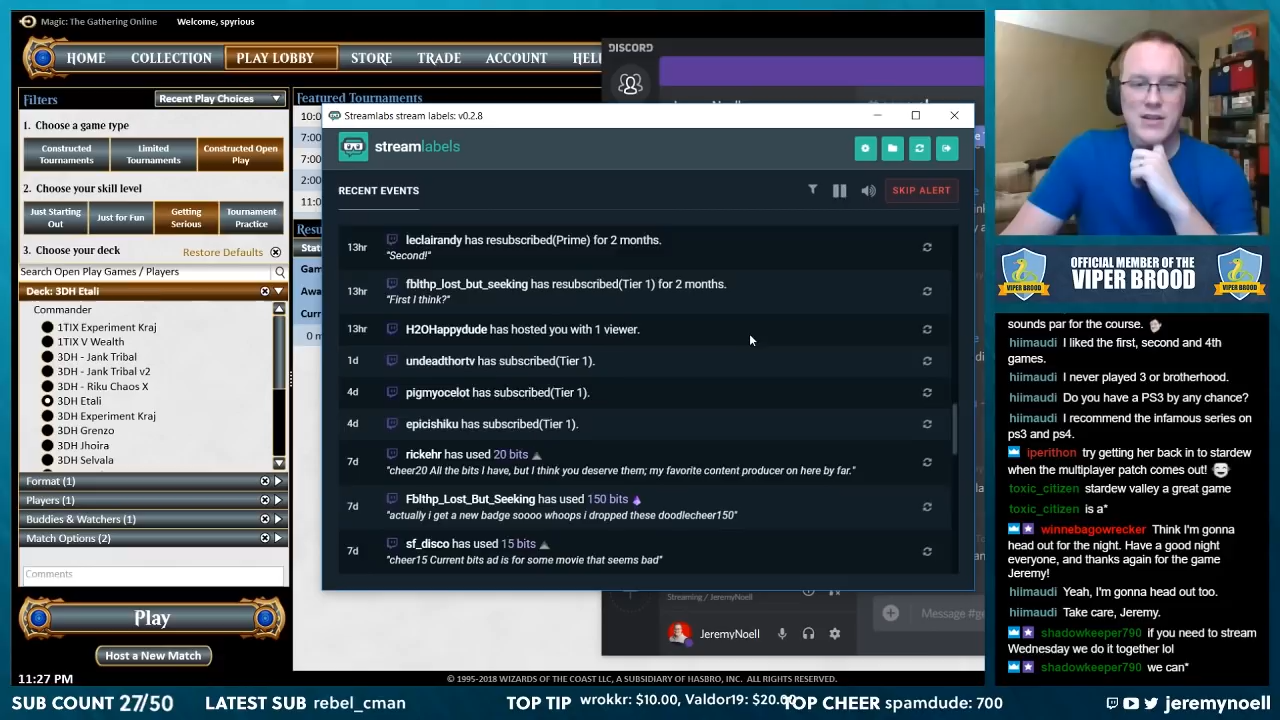 Magic: The Gathering Online
Welcome, spyrious
HOME COLLECTION PLAY LOBBY STORE TRADE ACCOUNT
Filters
Recent Play Choices
1. Choose a game type
Constructed Tournaments
Limited Tournaments
Constructed Open Play
2. Choose your skill level
Just Starting Out
Just for Fun
Getting Serious
Tournament Practice
3. Choose your deck
Restore Defaults
Search Open Play Games / Players
Deck: 3DH Etali
Commander
1TIX Experiment Kraj
1TIX V Wealth
3DH - Jank Tribal
3DH - Jank Tribal v2
3DH - Riku Chaos X
3DH Etali
3DH Experiment Kraj
3DH Grenzo
3DH Jhoira
3DH Selvala
Format (1)
Players (1)
Buddies & Watchers (1)
Match Options (2)
Comments
Play
Host a New Match
11:27 PM
Featured Tournaments
DISCORD
Streamlabs stream labels: v0.2.8
streamlabels
RECENT EVENTS
SKIP ALERT
13hr leclairandy has resubscribed(Prime) for 2 months.
"Second!"
13hr fblthp_lost_but_seeking has resubscribed(Tier 1) for 2 months.
"First I think?"
13hr H2OHappydude has hosted you with 1 viewer.
1d undeadthortv has subscribed(Tier 1).
4d pigmyocelot has subscribed(Tier 1).
4d epicishiku has subscribed(Tier 1).
7d rickehr has used 20 bits
"cheer20 All the bits I have, but I think you deserve them; my favorite content producer on here by far."
7d Fblthp_Lost_But_Seeking has used 150 bits
"actually i get a new badge soooo whoops i dropped these doodlecheer150"
7d sf_disco has used 15 bits
"cheer15 Current bits ad is for some movie that seems bad"
Streaming / JeremyNoell
JeremyNoell
Message #ge
© 1995-2018 WIZARDS OF THE COAST LLC, A SUBSIDIARY OF HASBRO, INC. ALL RIGHTS RESERVED.
OFFICIAL MEMBER OF THE
VIPER BROOD
sounds par for the course.
hiimaudi I liked the first, second and 4th
games.
hiimaudi I never played 3 or brotherhood.
hiimaudi Do you have a PS3 by any chance?
hiimaudi I recommend the infamous series on
ps3 and ps4.
iperithon try getting her back in to stardew
when the multiplayer patch comes out!
toxic_citizen stardew valley a great game
toxic_citizen is a*
winnebagowrecker Think I'm gonna
head out for the night. Have a good night
everyone, and thanks again for the game
Jeremy!
hiimaudi Yeah, I'm gonna head out too.
hiimaudi Take care, Jeremy.
shadowkeeper790 if you need to stream
Wednesday we do it together lol
shadowkeeper790 we can*
SUB COUNT 27/50 LATEST SUB rebel_cman TOP TIP wrokkr: $10.00, Valdor19: $20.00 TOP CHEER spamdude: 700 jeremynoell